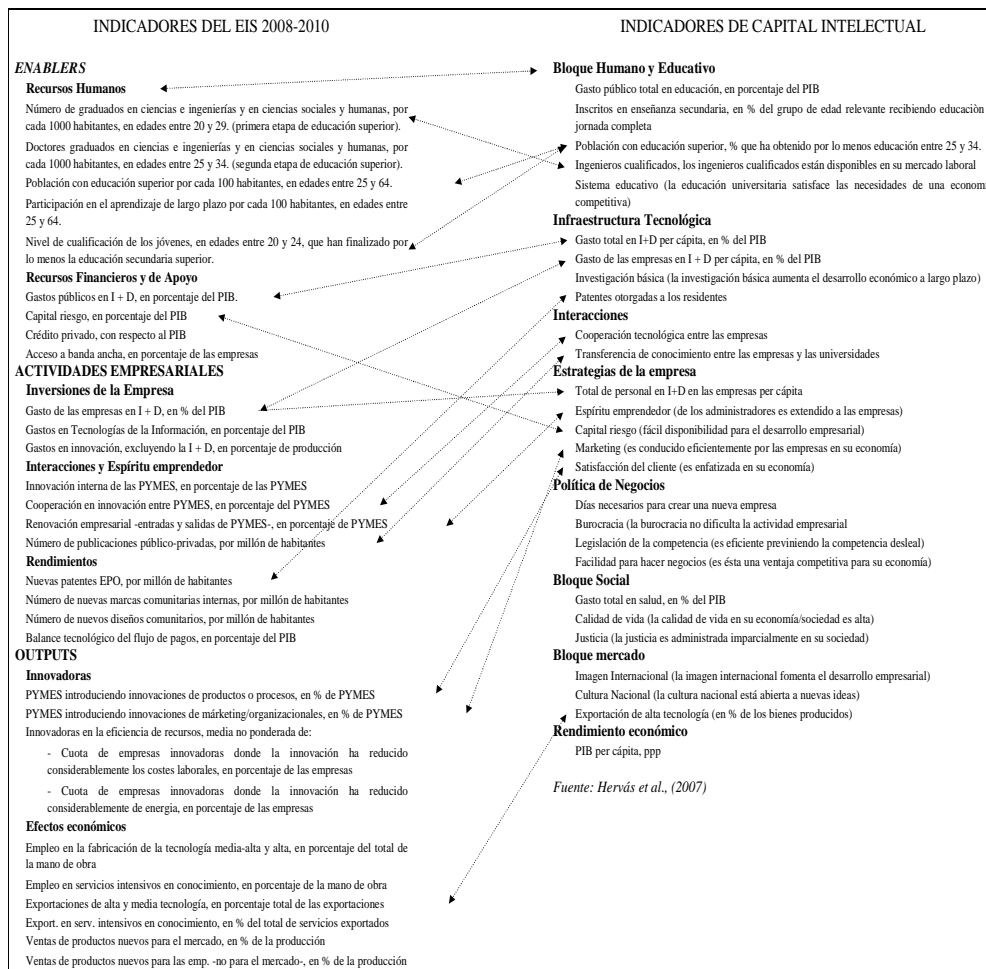 INDICADORES DEL EIS 2008-2010
ENABLERS
Recursos Humanos
Número de graduados en ciencias e ingenierías y en ciencias sociales y humanas, por
cada 1000 habitantes, en edades entre 20 y 29. (primera etapa de educación superior).
Doctores graduados en ciencias e ingenierías y en ciencias sociales y humanas, por
cada 1000 habitantes, en edades entre 25 y 34. (segunda etapa de educación superior).
Población con educación superior por cada 100 habitantes, en edades entre 25 y 64.
Participación en el aprendizaje de largo plazo por cada 100 habitantes, en edades entre
25 y 64.
Nivel de cualificación de los jóvenes, en edades entre 20 y 24, que han finalizado por
lo menos la educación secundaria superior.
Recursos Financieros y de Apoyo
Gastos públicos en I + D, en porcentaje del PIB.
Capital riesgo, en porcentaje del PIB
Crédito privado, con respecto al PIB
Acceso a banda ancha, en porcentaje de las empresas
ACTIVIDADES EMPRESARIALES
Inversiones de la Empresa
Gasto de las empresas en I + D, en % del PIB
Gastos en Tecnologías de la Información, en porcentaje del PIB
Gastos en innovación, excluyendo la I + D, en porcentaje de producción
Interacciones y Espíritu emprendedor
Innovación interna de las PYMES, en porcentaje de las PYMES
Cooperación en innovación entre PYMES, en porcentaje del PYMES
Renovación empresarial -entradas y salidas de PYMES-, en porcentaje de PYMES
Número de publicaciones público-privadas, por millón de habitantes
Rendimientos
Nuevas patentes EPO, por millón de habitantes
Número de nuevas marcas comunitarias internas, por millón de habitantes
Número de nuevos diseños comunitarios, por millón de habitantes
Balance tecnológico del flujo de pagos, en porcentaje del PIB
OUTPUTS
Innovadoras
PYMES introduciendo innovaciones de productos o procesos, en % de PYMES
PYMES introduciendo innovaciones de márketing/organizacionales, en % de PYMES
Innovadoras en la eficiencia de recursos, media no ponderada de:
- Cuota de empresas innovadoras donde la innovación ha reducido
considerablemente los costes laborales, en porcentaje de las empresas
- Cuota de empresas innovadoras donde la innovación ha reducido
considerablemente de energia, en porcentaje de las empresas
Efectos económicos
Empleo en la fabricación de la tecnología media-alta y alta, en porcentaje del total de
la mano de obra
Empleo en servicios intensivos en conocimiento, en porcentaje de la mano de obra
Exportaciones de alta y media tecnología, en porcentaje total de las exportaciones
Export. en serv. intensivos en conocimiento, en % del total de servicios exportados
Ventas de productos nuevos para el mercado, en % de la producción
Ventas de productos nuevos para las emp. -no para el mercado-, en % de la producción
INDICADORES DE CAPITAL INTELECTUAL
Bloque Humano y Educativo
Gasto público total en educación, en porcentaje del PIB
Inscritos en enseñanza secundaria, en % del grupo de edad relevante recibiendo educaciòn
jornada completa
Población con educación superior, % que ha obtenido por lo menos educación entre 25 y 34.
Ingenieros cualificados, los ingenieros cualificados están disponibles en su mercado laboral
Sistema educativo (la educación universitaria satisface las necesidades de una econom
competitiva)
Infraestructura Tecnológica
Gasto total en I+D per cápita, en % del PIB
Gasto de las empresas en I + D per cápita, en % del PIB
Investigación básica (la investigación básica aumenta el desarrollo económico a largo plazo)
Patentes otorgadas a los residentes
Interacciones
Cooperación tecnológica entre las empresas
Transferencia de conocimiento entre las empresas y las universidades
Estrategias de la empresa
Total de personal en I+D en las empresas per cápita
Espíritu emprendedor (de los administradores es extendido a las empresas)
Capital riesgo (fácil disponibilidad para el desarrollo empresarial)
Marketing (es conducido eficientemente por las empresas en su economía)
Satisfacción del cliente (es enfatizada en su economía)
Política de Negocios
Días necesarios para crear una nueva empresa
Burocracia (la burocracia no dificulta la actividad empresarial
Legislación de la competencia (es eficiente previniendo la competencia desleal)
Facilidad para hacer negocios (es ésta una ventaja competitiva para su economía)
Bloque Social
Gasto total en salud, en % del PIB
Calidad de vida (la calidad de vida en su economía/sociedad es alta)
Justicia (la justicia es administrada imparcialmente en su sociedad)
Bloque mercado
Imagen Internacional (la imagen internacional fomenta el desarrollo empresarial)
Cultura Nacional (la cultura nacional está abierta a nuevas ideas)
Exportación de alta tecnología (en % de los bienes producidos)
Rendimiento económico
PIB per cápita, ppp
Fuente: Hervás et al., (2007)